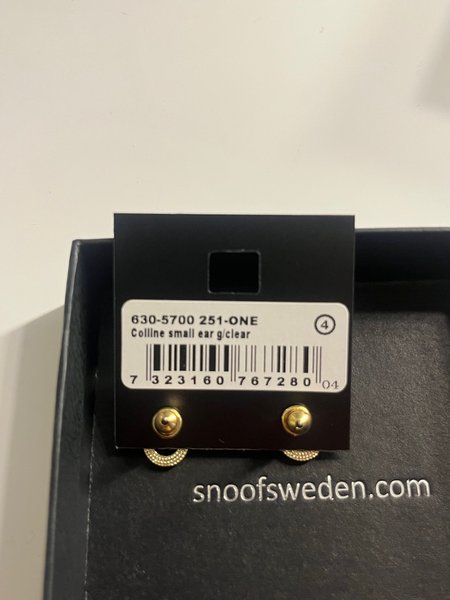 630-5700 251-ONE
Colline small ear g/clear
4
7 323160 767280 04
snoofsweden.com